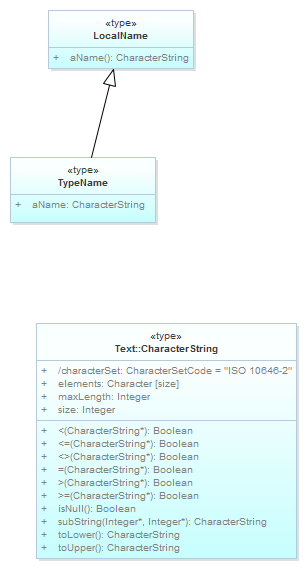 «type»
LocalName
+ aName(): CharacterString
«type»
TypeName
+ aName: CharacterString
«type»
Text::CharacterString
+ /characterSet: CharacterSetCode = "ISO 10646-2"
+ elements: Character [size]
+ maxLength: Integer
+ size: Integer
+ <(CharacterString*): Boolean
+ <=(CharacterString*): Boolean
+ <>(CharacterString*): Boolean
+ =(CharacterString*): Boolean
+ >(CharacterString*): Boolean
+ >=(CharacterString*): Boolean
+ isNull(): Boolean
+ subString(Integer*, Integer*): CharacterString
+ toLower(): CharacterString
+ toUpper(): CharacterString